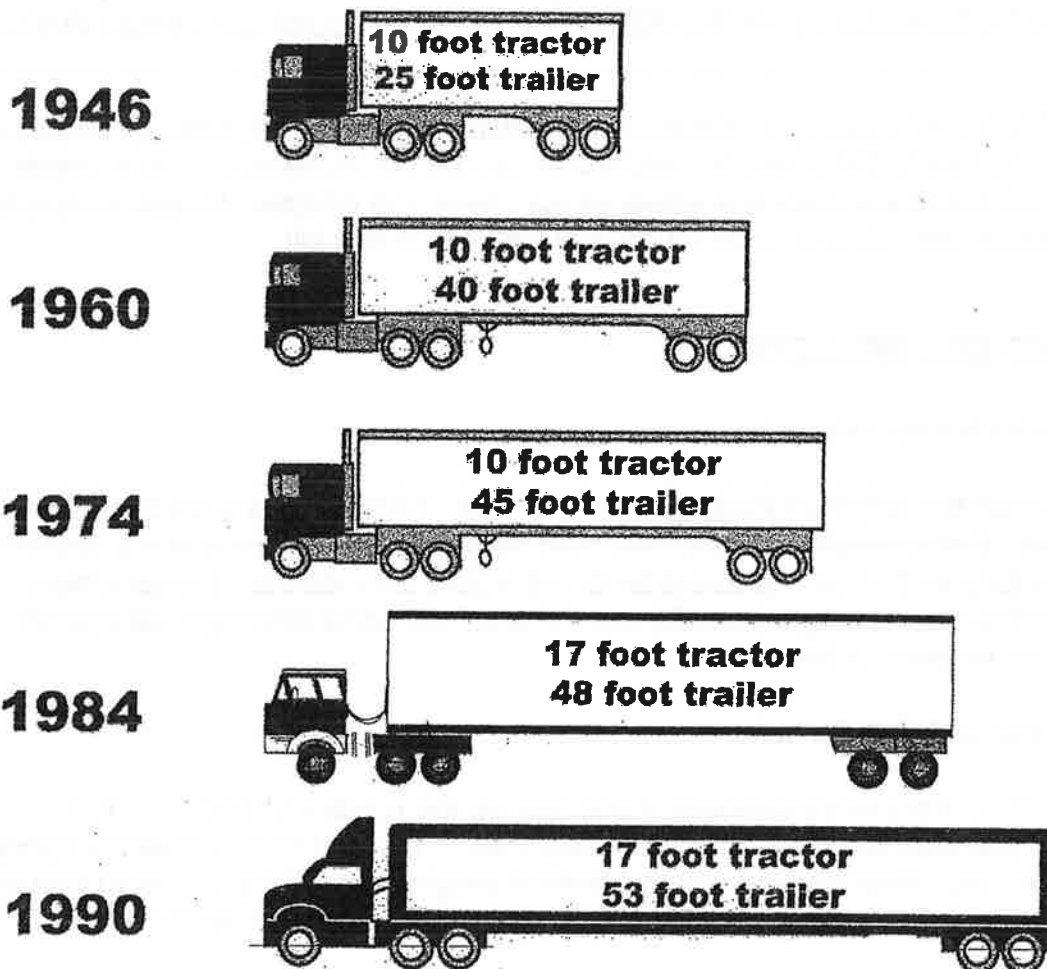 1946
10 foot tractor
25 foot trailer
1960
10 foot tractor
40 foot trailer
1974
10 foot tractor
45 foot trailer
1984
17 foot tractor
48 foot trailer
1990
17 foot tractor
53 foot trailer